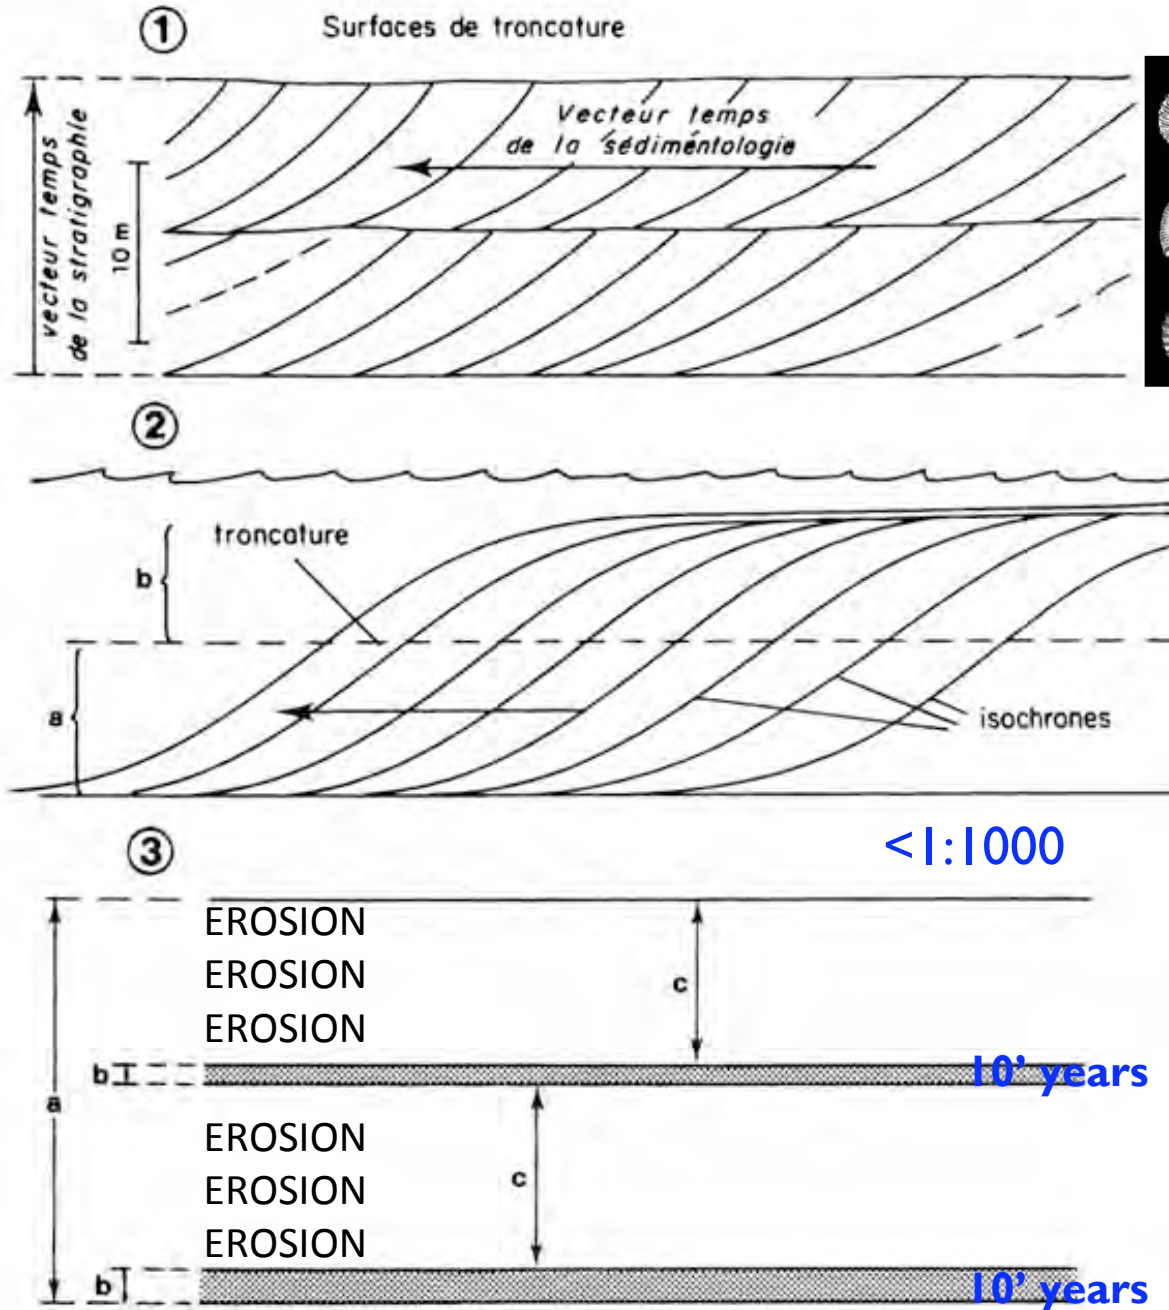 1
Surfaces de troncature
vecteur temps
de la stratigraphie
10 m
Vecteur temps
de la sédiméntologie
2
troncature
b
a
isochrones
<1:1000
3
EROSION
EROSION
EROSION
c
b
10’ years
a
EROSION
EROSION
EROSION
c
b
10’ years